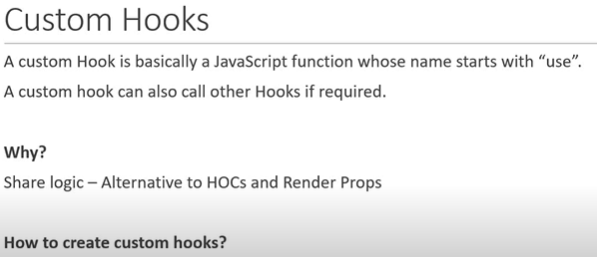 Custom Hooks
A custom Hook is basically a JavaScript function whose name starts with “use”.
A custom hook can also call other Hooks if required.
Why?
Share logic – Alternative to HOCs and Render Props
How to create custom hooks?